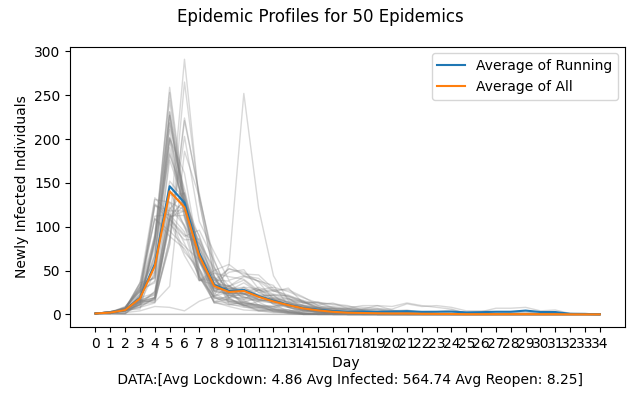 Epidemic Profiles for 50 Epidemics
300
250
200
150
100
50
0
Newly Infected Individuals
Average of Running
Average of All
0 1 2 3 4 5 6 7 8 9 10 11 12 13 14 15 16 17 18 19 20 21 22 23 24 25 26 27 28 29 30 31 32 33 34
Day
DATA:[Avg Lockdown: 4.86 Avg Infected: 564.74 Avg Reopen: 8.25]